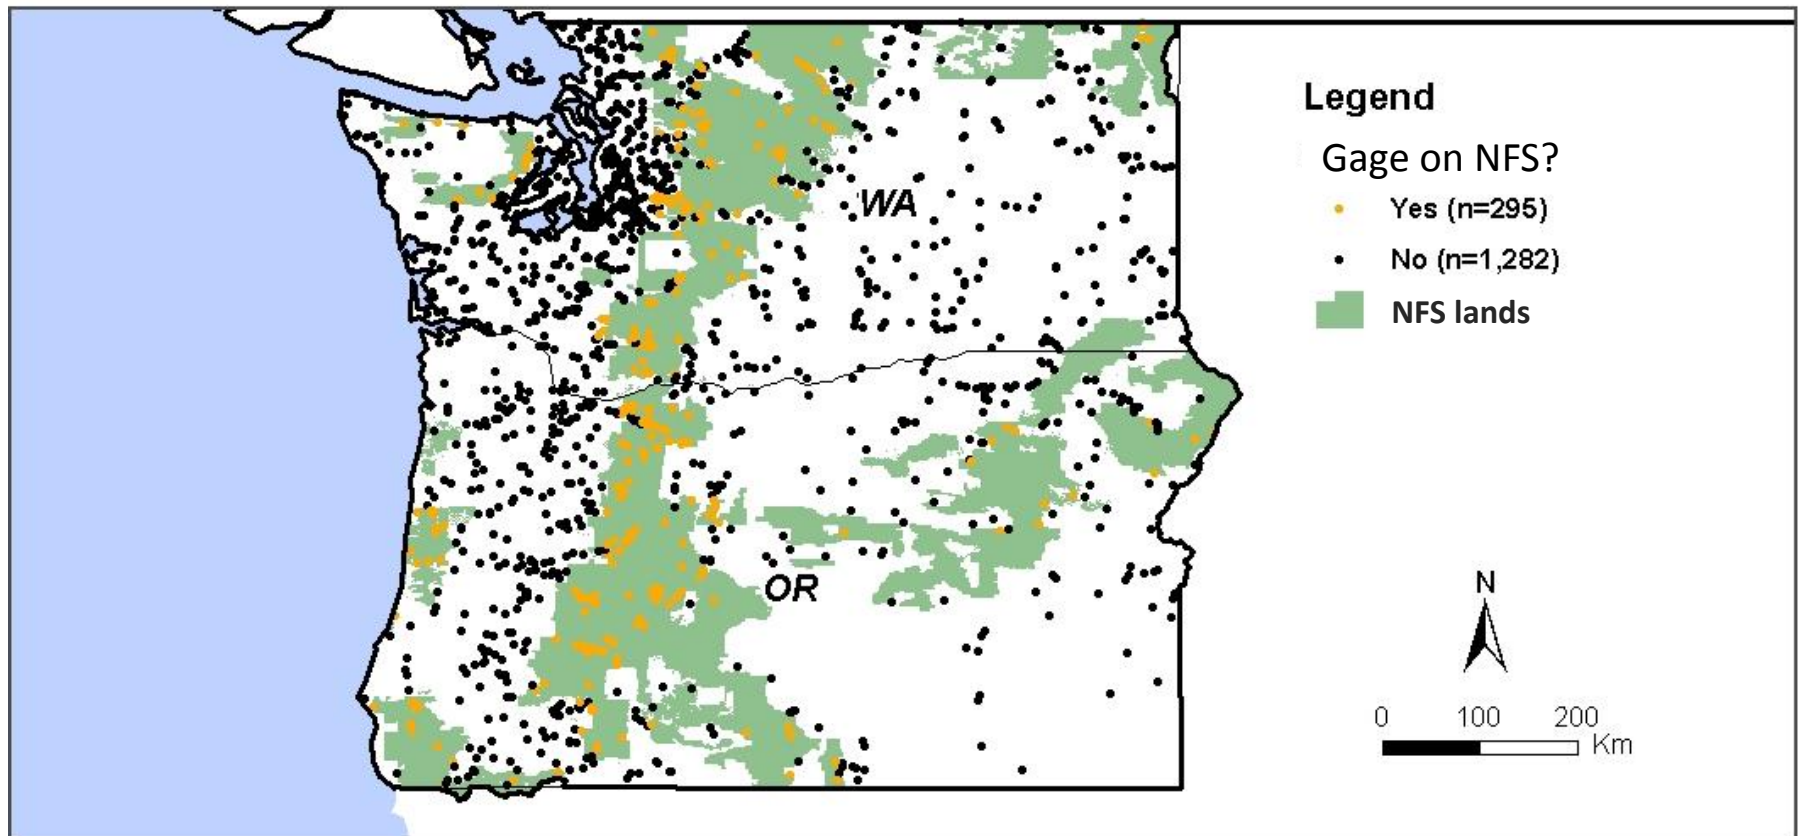 WA
OR
Legend
Gage on NFS?
Yes (n=295)
No (n=1,282)
NFS lands
N
0 100 200
Km